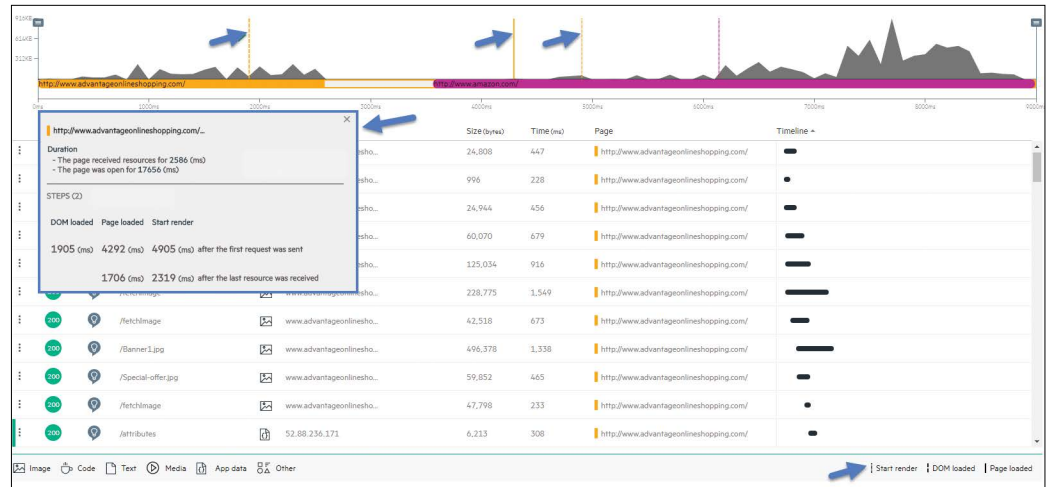 916KB
614KB
312KB
http://www.advantageonlineshopping.com/
http://www.amazon.com/
0ms 1000ms 2000ms 3000ms 4000ms 5000ms 6000ms 7000ms 8000ms 9000ms
http://www.advantageonlineshopping.com/...
Duration
- The page received resources for 2586 (ms)
- The page was open for 17656 (ms)
STEPS (2)
DOM loaded Page loaded Start render
1905 (ms) 4292 (ms) 4905 (ms) after the first request was sent
1706 (ms) 2319 (ms) after the last resource was received
Size (bytes) Time (ms) Page Timeline
esho... 24,808 447 http://www.advantageonlineshopping.com/
esho... 996 228 http://www.advantageonlineshopping.com/
esho... 24,944 456 http://www.advantageonlineshopping.com/
esho... 60,070 679 http://www.advantageonlineshopping.com/
esho... 125,034 916 http://www.advantageonlineshopping.com/
200 /fetchImage www.advantageonlinesho... 228,775 1,549 http://www.advantageonlineshopping.com/
200 /fetchImage www.advantageonlinesho... 42,518 673 http://www.advantageonlineshopping.com/
200 /Banner1.jpg www.advantageonlinesho... 496,378 1,338 http://www.advantageonlineshopping.com/
200 /Special-offer.jpg www.advantageonlinesho... 59,852 465 http://www.advantageonlineshopping.com/
200 /fetchImage www.advantageonlinesho... 47,798 233 http://www.advantageonlineshopping.com/
200 /attributes 52.88.236.171 6,213 308 http://www.advantageonlineshopping.com/
Image Code Text Media App data Other Start render DOM loaded Page loaded